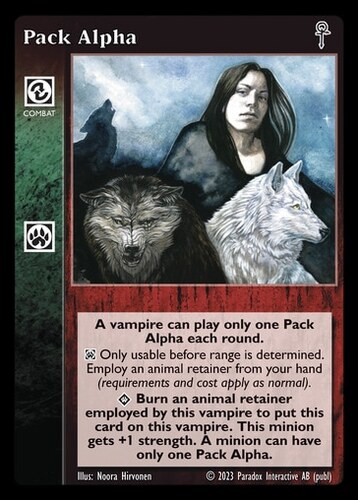 Pack Alpha
COMBAT
A vampire can play only one Pack
Alpha each round.
Only usable before range is determined.
Employ an animal retainer from your hand
(requirements and cost apply as normal).
Burn an animal retainer
employed by this vampire to put this
card on this vampire. This minion
gets +1 strength. A minion can have
only one Pack Alpha.
Illus: Noora Hirvonen
© 2023 Paradox Interactive AB (publ)